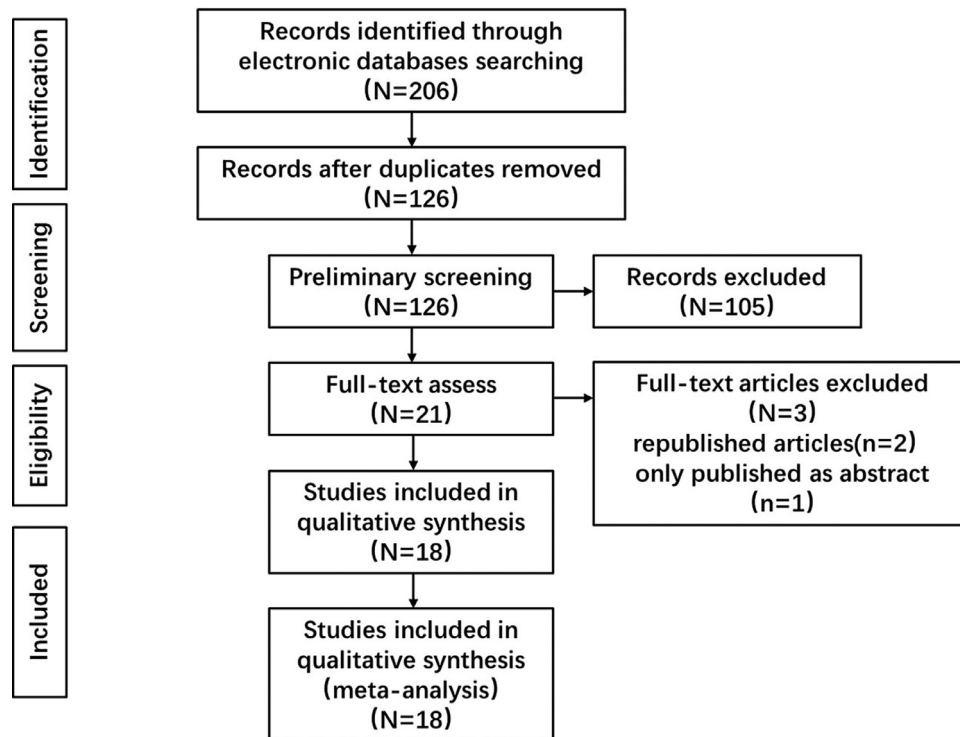 Identification
Records identified through
electronic databases searching
(N=206)
Records after duplicates removed
(N=126)
Screening
Preliminary screening
(N=126)
Records excluded
(N=105)
Eligibility
Full-text assess
(N=21)
Full-text articles excluded
(N=3)
republished articles(n=2)
only published as abstract
(n=1)
Studies included in
qualitative synthesis
(N=18)
Included
Studies included in
qualitative synthesis
(meta-analysis)
(N=18)